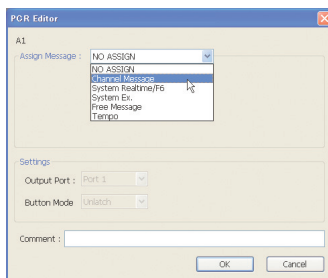 PCR Editor
A1
Assign Message : NO ASSIGN
NO ASSIGN
Channel Message
System Realtime/F6
System Ex.
Free Message
Tempo
Settings
Output Port : Port 1
Button Mode Unlatch
Comment :
OK Cancel